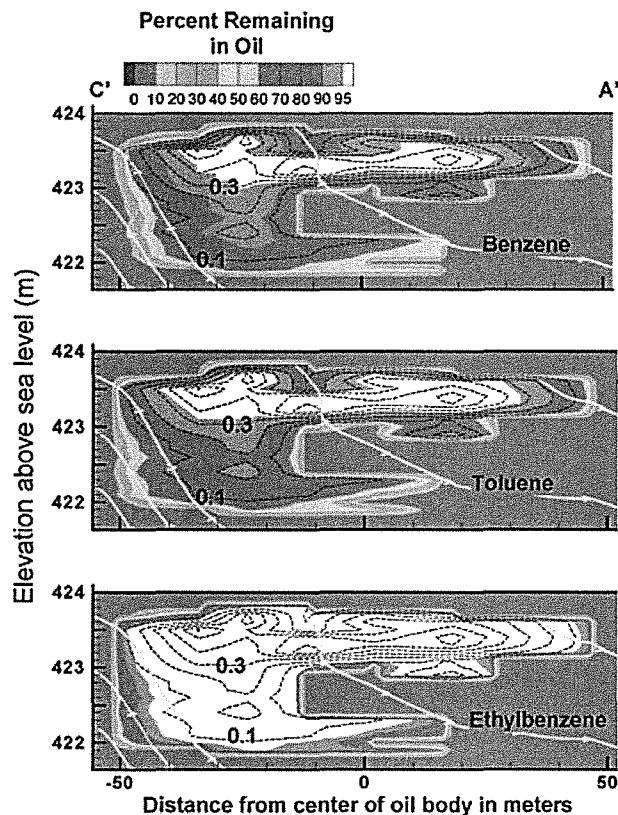 Percent Remaining
in Oil
0 10 20 30 40 50 60 70 80 90 95
C' A'
424
423
422
0.3
0.1
Benzene
424
423
422
0.3
0.1
Toluene
424
423
422
0.3
0.1
Ethylbenzene
Elevation above sea level (m)
-50 0 50
Distance from center of oil body in meters